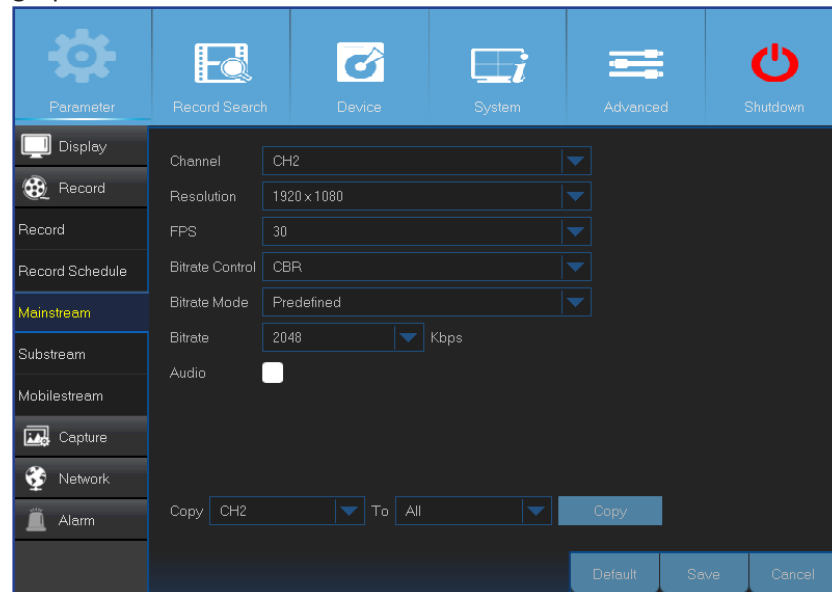 Parameter
Record Search
Device
System
Advanced
Shutdown
Display
Record
Record
Record Schedule
Mainstream
Substream
Mobilestream
Capture
Network
Alarm
Channel CH2
Resolution 1920 x 1080
FPS 30
Bitrate Control CBR
Bitrate Mode Predefined
Bitrate 2048 Kbps
Audio
Copy CH2 To All Copy
Default Save Cancel